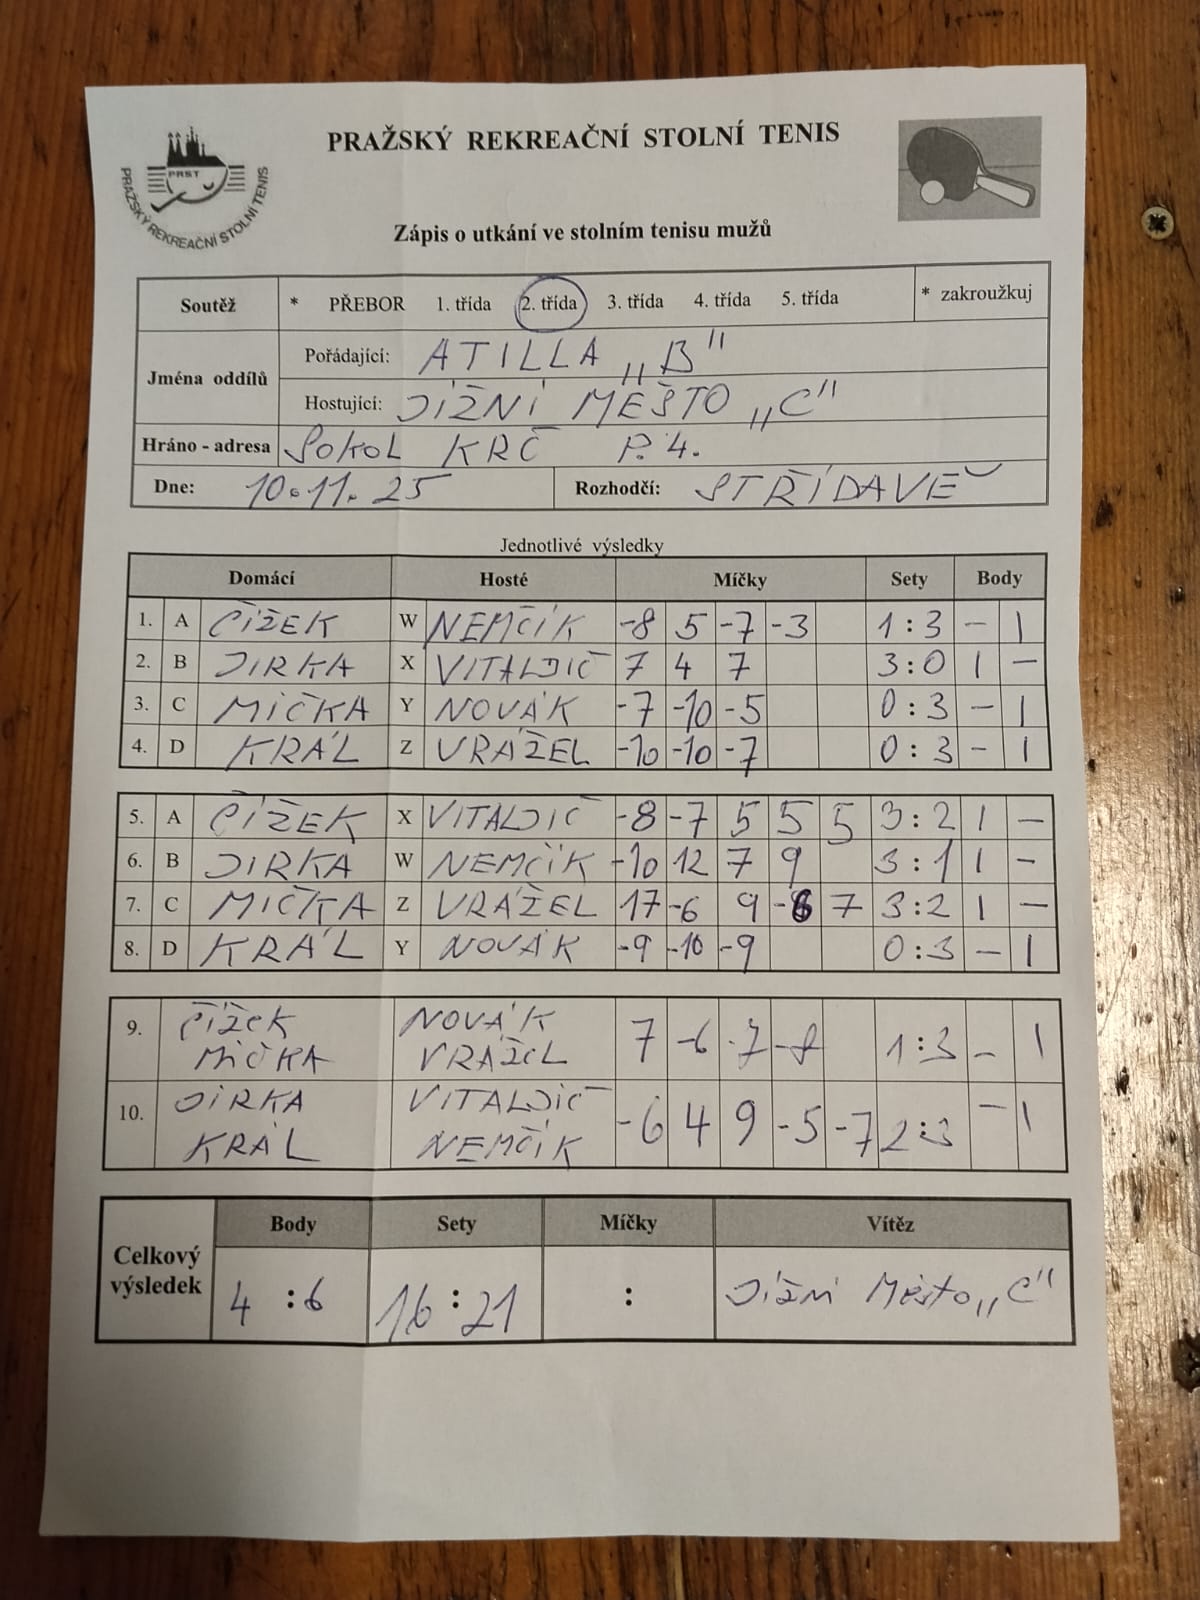 PRAŽSKÝ REKREAČNÍ STOLNÍ TENIS
PRST
PRAŽSKÝ REKREAČNÍ STOLNÍ TENIS
Zápis o utkání ve stolním tenisu mužů
Soutěž * PŘEBOR 1. třída 2. třída 3. třída 4. třída 5. třída * zakroužkuj
Jména oddílů
Pořádající: ATILLA „B"
Hostující: JIŽNÍ MĚSTO „C"
Hráno - adresa SOKOL KRČ P. 4.
Dne: 10.11.25 Rozhodčí: STŘÍDAVĚ
Jednotlivé výsledky
Domácí Hosté Míčky Sety Body
1. A ČÍŽEK W NEMČÍK -8 5 -7 -3 1:3 - 1
2. B JIRKA X VITALJIČ 7 4 7 3:0 1 -
3. C MIČKA Y NOVÁK -7 -10 -5 0:3 - 1
4. D KRÁL Z VRÁŽEL -10 -10 -7 0:3 - 1
5. A ČÍŽEK X VITALJIČ -8 -7 5 5 5 3:2 1 -
6. B JIRKA W NEMČÍK -10 12 7 9 3:1 1 -
7. C MIČKA Z VRÁŽEL 17 -6 9 7 3:2 1 -
8. D KRÁL Y NOVÁK -9 -10 -9 0:3 - 1
9. ČÍŽEK NOVÁK 7 -6 -7 -8 1:3 - 1
MIČKA VRÁŽEL
10. JIRKA VITALJIČ -6 4 9 -5 -7 2:3 - 1
KRÁL NEMČÍK
Celkový výsledek
Body Sety Míčky Vítěz
4 :6 16:21 : Jižní Město „C"